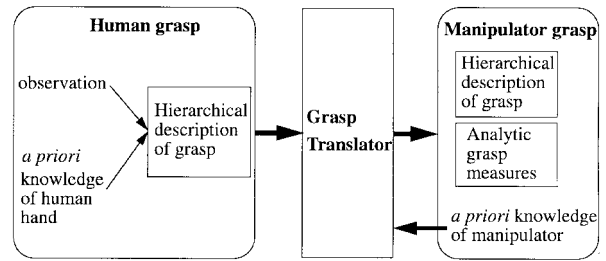 Human grasp
observation
a priori
knowledge
of human
hand
Hierarchical
description
of grasp
Grasp
Translator
Manipulator grasp
Hierarchical
description
of grasp
Analytic
grasp
measures
a priori knowledge
of manipulator